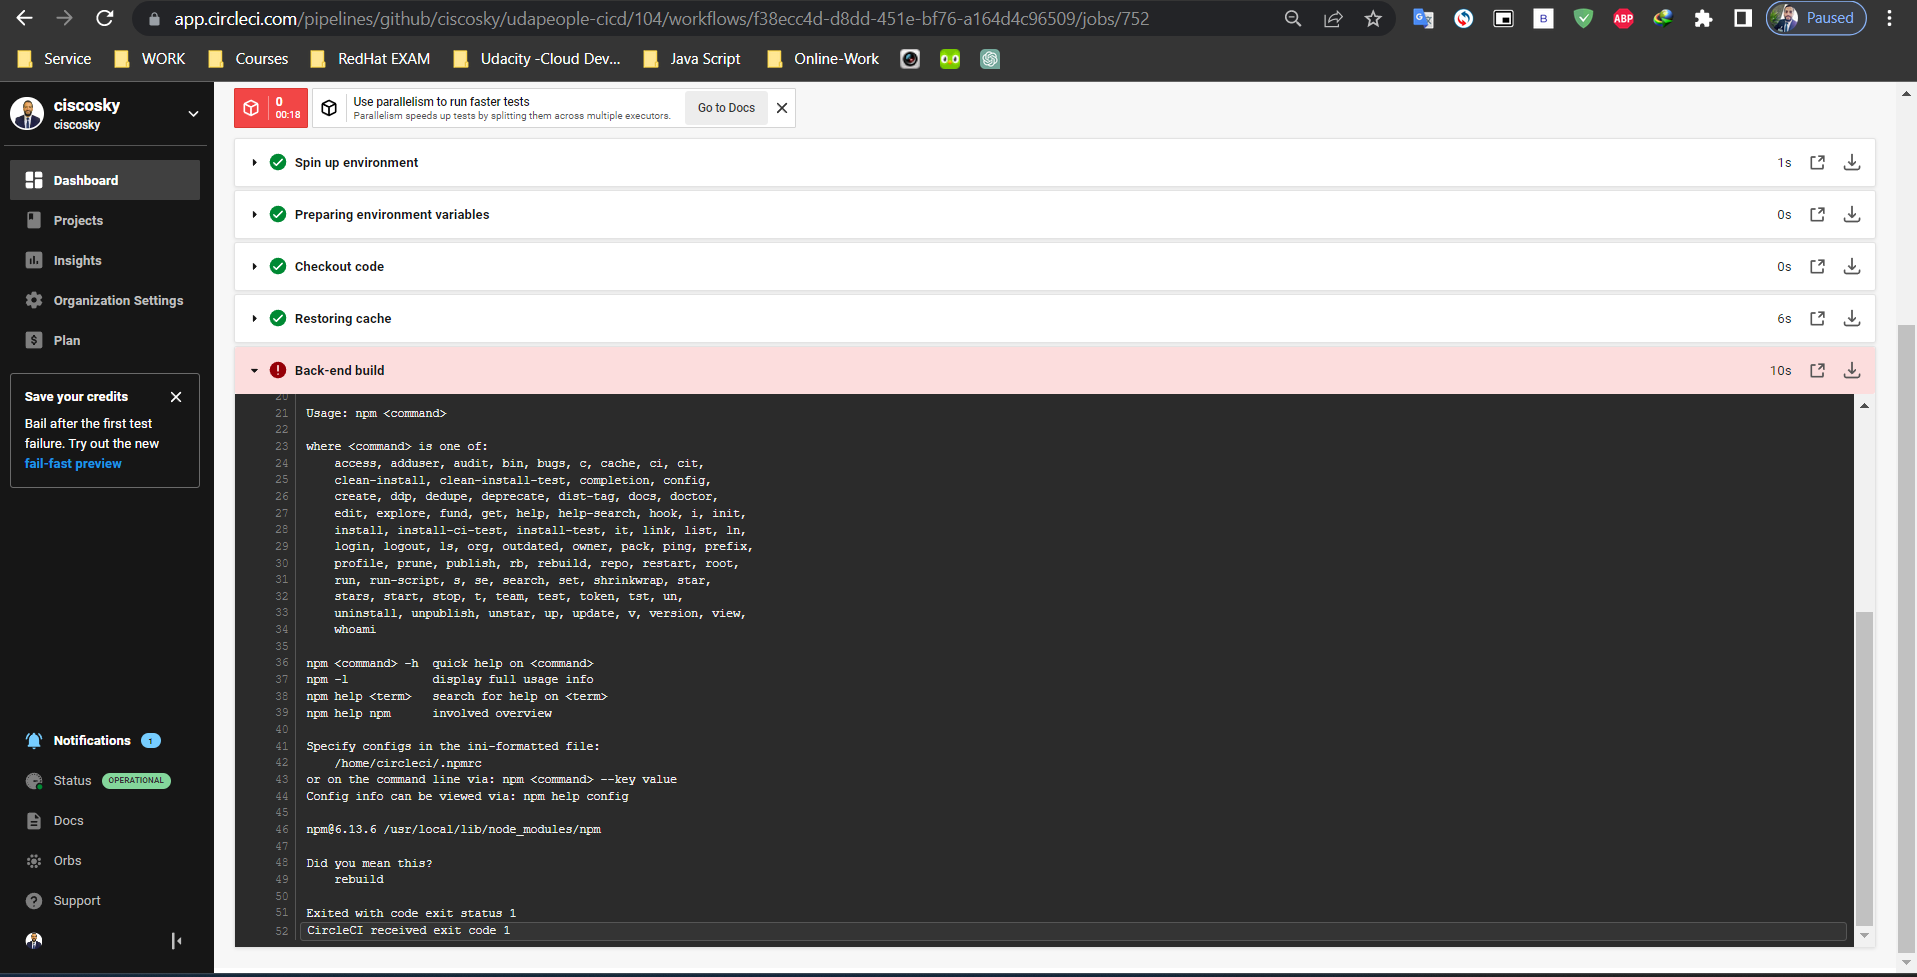 app.circleci.com/pipelines/github/ciscosky/udapeople-cicd/104/workflows/f38ecc4d-d8dd-451e-bf76-a164d4c96509/jobs/752
B
ABP
Paused
Service
WORK
Courses
RedHat EXAM
Udacity -Cloud Dev...
Java Script
Online-Work
ciscosky
ciscosky
Dashboard
Projects
Insights
Organization Settings
Plan
Save your credits
Bail after the first test
failure. Try out the new
fail-fast preview
Notifications 1
Status OPERATIONAL
Docs
Orbs
Support
0
00:18
Use parallelism to run faster tests
Parallelism speeds up tests by splitting them across multiple executors.
Go to Docs
Spin up environment 1s
Preparing environment variables 0s
Checkout code 0s
Restoring cache 6s
Back-end build 10s
20
21 Usage: npm <command>
22
23 where <command> is one of:
24 access, adduser, audit, bin, bugs, c, cache, ci, cit,
25 clean-install, clean-install-test, completion, config,
26 create, ddp, dedupe, deprecate, dist-tag, docs, doctor,
27 edit, explore, fund, get, help, help-search, hook, i, init,
28 install, install-ci-test, install-test, it, link, list, ln,
29 login, logout, ls, org, outdated, owner, pack, ping, prefix,
30 profile, prune, publish, rb, rebuild, repo, restart, root,
31 run, run-script, s, se, search, set, shrinkwrap, star,
32 stars, start, stop, t, team, test, token, tst, un,
33 uninstall, unpublish, unstar, up, update, v, version, view,
34 whoami
35
36 npm <command> -h quick help on <command>
37 npm -l display full usage info
38 npm help <term> search for help on <term>
39 npm help npm involved overview
40
41 Specify configs in the ini-formatted file:
42 /home/circleci/.npmrc
43 or on the command line via: npm <command> --key value
44 Config info can be viewed via: npm help config
45
46 npm@6.13.6 /usr/local/lib/node_modules/npm
47
48 Did you mean this?
49 rebuild
50
51 Exited with code exit status 1
52 CircleCI received exit code 1